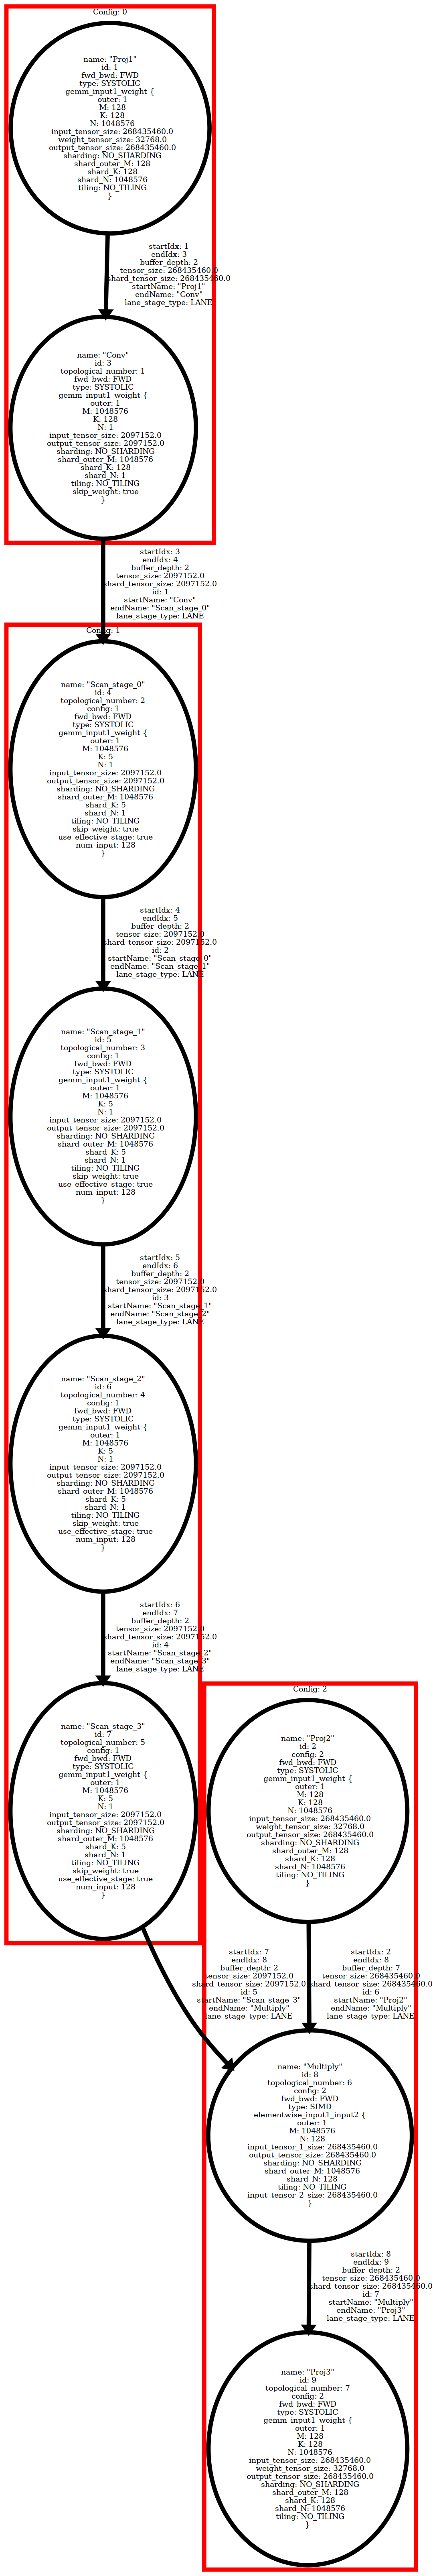 Config: 0
name: "Proj1"
id: 1
fwd_bwd: FWD
type: SYSTOLIC
gemm_input1_weight {
outer: 1
M: 128
K: 128
N: 1048576
input_tensor_size: 268435460.0
weight_tensor_size: 32768.0
output_tensor_size: 268435460.0
sharding: NO_SHARDING
shard_outer_M: 128
shard_K: 128
shard_N: 1048576
tiling: NO_TILING
}
startIdx: 1
endIdx: 3
buffer_depth: 2
tensor_size: 268435460.0
shard_tensor_size: 268435460.0
startName: "Proj1"
endName: "Conv"
lane_stage_type: LANE
name: "Conv"
id: 3
topological_number: 1
fwd_bwd: FWD
type: SYSTOLIC
gemm_input1_weight {
outer: 1
M: 1048576
K: 128
N: 1
input_tensor_size: 2097152.0
output_tensor_size: 2097152.0
sharding: NO_SHARDING
shard_outer_M: 1048576
shard_K: 128
shard_N: 1
tiling: NO_TILING
skip_weight: true
}
startIdx: 3
endIdx: 4
buffer_depth: 2
tensor_size: 2097152.0
shard_tensor_size: 2097152.0
id: 1
startName: "Conv"
endName: "Scan_stage_0"
lane_stage_type: LANE
Config: 1
name: "Scan_stage_0"
id: 4
topological_number: 2
config: 1
fwd_bwd: FWD
type: SYSTOLIC
gemm_input1_weight {
outer: 1
M: 1048576
K: 5
N: 1
input_tensor_size: 2097152.0
output_tensor_size: 2097152.0
sharding: NO_SHARDING
shard_outer_M: 1048576
shard_K: 5
shard_N: 1
tiling: NO_TILING
skip_weight: true
use_effective_stage: true
num_input: 128
}
startIdx: 4
endIdx: 5
buffer_depth: 2
tensor_size: 2097152.0
shard_tensor_size: 2097152.0
id: 2
startName: "Scan_stage_0"
endName: "Scan_stage_1"
lane_stage_type: LANE
name: "Scan_stage_1"
id: 5
topological_number: 3
config: 1
fwd_bwd: FWD
type: SYSTOLIC
gemm_input1_weight {
outer: 1
M: 1048576
K: 5
N: 1
input_tensor_size: 2097152.0
output_tensor_size: 2097152.0
sharding: NO_SHARDING
shard_outer_M: 1048576
shard_K: 5
shard_N: 1
tiling: NO_TILING
skip_weight: true
use_effective_stage: true
num_input: 128
}
startIdx: 5
endIdx: 6
buffer_depth: 2
tensor_size: 2097152.0
shard_tensor_size: 2097152.0
id: 3
startName: "Scan_stage_1"
endName: "Scan_stage_2"
lane_stage_type: LANE
name: "Scan_stage_2"
id: 6
topological_number: 4
config: 1
fwd_bwd: FWD
type: SYSTOLIC
gemm_input1_weight {
outer: 1
M: 1048576
K: 5
N: 1
input_tensor_size: 2097152.0
output_tensor_size: 2097152.0
sharding: NO_SHARDING
shard_outer_M: 1048576
shard_K: 5
shard_N: 1
tiling: NO_TILING
skip_weight: true
use_effective_stage: true
num_input: 128
}
startIdx: 6
endIdx: 7
buffer_depth: 2
tensor_size: 2097152.0
shard_tensor_size: 2097152.0
id: 4
startName: "Scan_stage_2"
endName: "Scan_stage_3"
lane_stage_type: LANE
name: "Scan_stage_3"
id: 7
topological_number: 5
config: 1
fwd_bwd: FWD
type: SYSTOLIC
gemm_input1_weight {
outer: 1
M: 1048576
K: 5
N: 1
input_tensor_size: 2097152.0
output_tensor_size: 2097152.0
sharding: NO_SHARDING
shard_outer_M: 1048576
shard_K: 5
shard_N: 1
tiling: NO_TILING
skip_weight: true
use_effective_stage: true
num_input: 128
}
Config: 2
name: "Proj2"
id: 2
config: 2
fwd_bwd: FWD
type: SYSTOLIC
gemm_input1_weight {
outer: 1
M: 128
K: 128
N: 1048576
input_tensor_size: 268435460.0
weight_tensor_size: 32768.0
output_tensor_size: 268435460.0
sharding: NO_SHARDING
shard_outer_M: 128
shard_K: 128
shard_N: 1048576
tiling: NO_TILING
}
startIdx: 7
endIdx: 8
buffer_depth: 2
tensor_size: 2097152.0
shard_tensor_size: 2097152.0
id: 5
startName: "Scan_stage_3"
endName: "Multiply"
lane_stage_type: LANE
startIdx: 2
endIdx: 8
buffer_depth: 7
tensor_size: 268435460.0
shard_tensor_size: 268435460.0
id: 6
startName: "Proj2"
endName: "Multiply"
lane_stage_type: LANE
name: "Multiply"
id: 8
topological_number: 6
config: 2
fwd_bwd: FWD
type: SIMD
elementwise_input1_input2 {
outer: 1
M: 1048576
N: 128
input_tensor_1_size: 268435460.0
output_tensor_size: 268435460.0
sharding: NO_SHARDING
shard_outer_M: 1048576
shard_N: 128
tiling: NO_TILING
input_tensor_2_size: 268435460.0
}
startIdx: 8
endIdx: 9
buffer_depth: 2
tensor_size: 268435460.0
shard_tensor_size: 268435460.0
id: 7
startName: "Multiply"
endName: "Proj3"
lane_stage_type: LANE
name: "Proj3"
id: 9
topological_number: 7
config: 2
fwd_bwd: FWD
type: SYSTOLIC
gemm_input1_weight {
outer: 1
M: 128
K: 128
N: 1048576
input_tensor_size: 268435460.0
weight_tensor_size: 32768.0
output_tensor_size: 268435460.0
sharding: NO_SHARDING
shard_outer_M: 128
shard_K: 128
shard_N: 1048576
tiling: NO_TILING
}